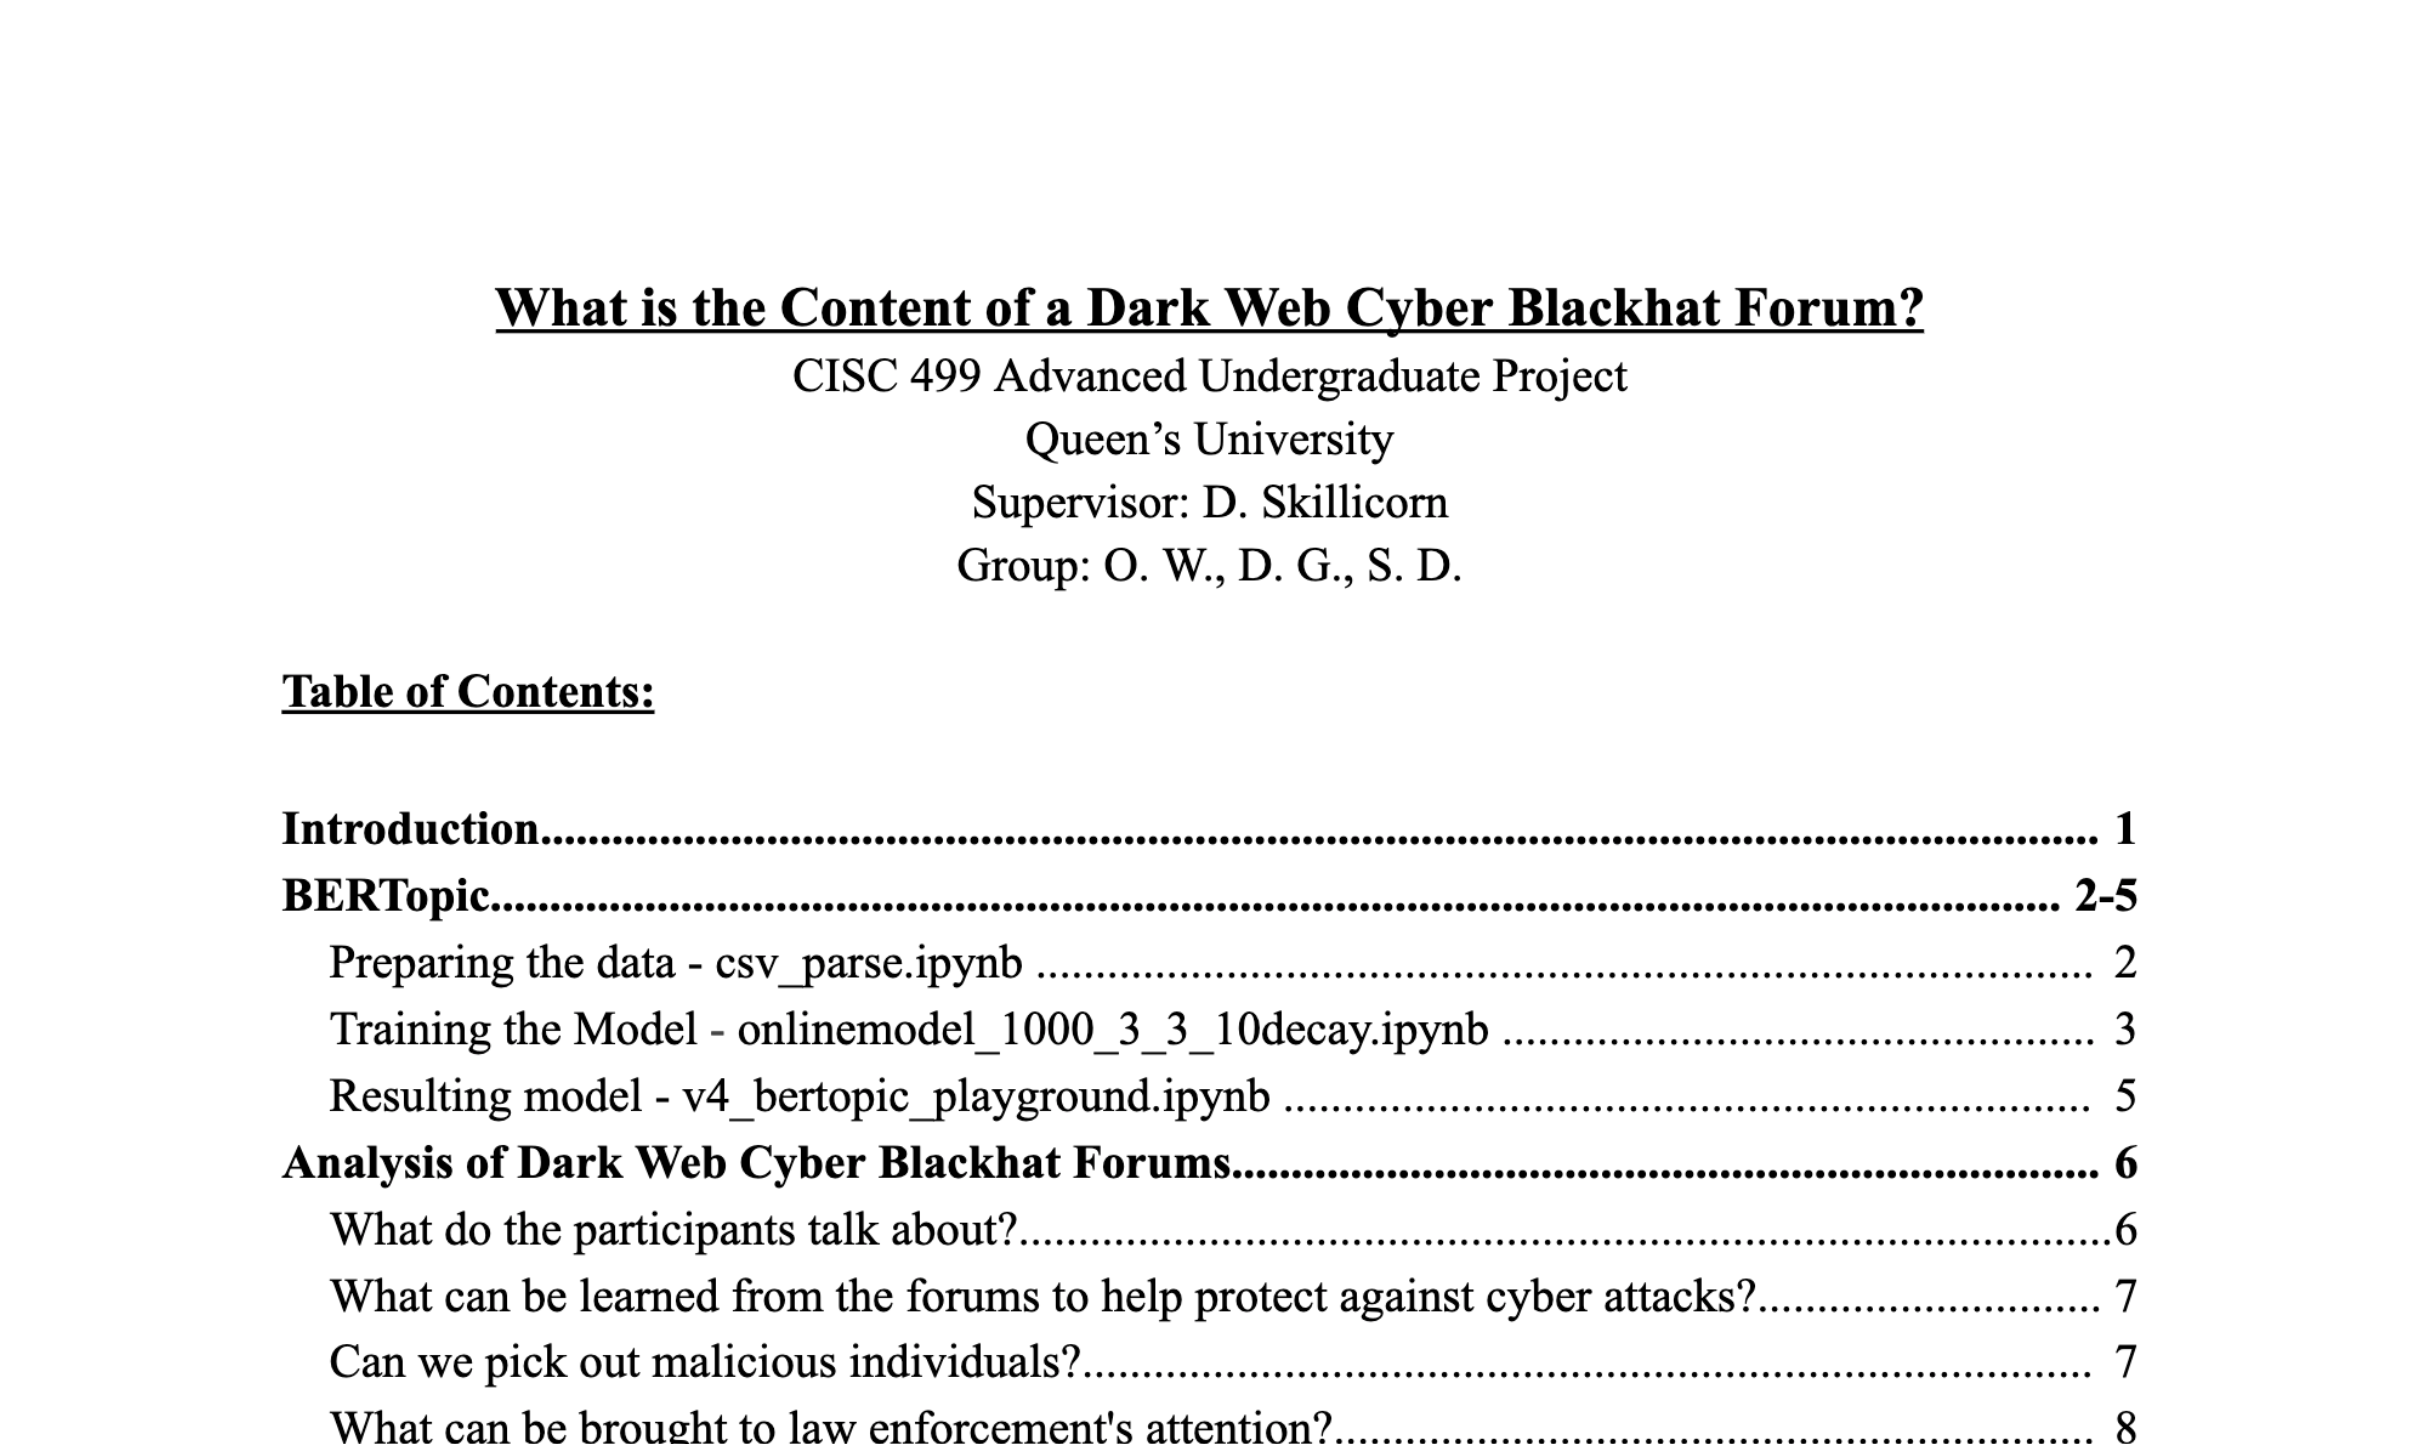 What is the Content of a Dark Web Cyber Blackhat Forum?
CISC 499 Advanced Undergraduate Project
Queen’s University
Supervisor: D. Skillicorn
Group: O. W., D. G., S. D.
Table of Contents:
Introduction.................................................................................................................................... 1
BERTopic..................................................................................................................................... 2-5
Preparing the data - csv_parse.ipynb .......................................................................................... 2
Training the Model - onlinemodel_1000_3_3_10decay.ipynb .................................................. 3
Resulting model - v4_bertopic_playground.ipynb ..................................................................... 5
Analysis of Dark Web Cyber Blackhat Forums.......................................................................... 6
What do the participants talk about?.............................................................................................6
What can be learned from the forums to help protect against cyber attacks?............................. 7
Can we pick out malicious individuals?...................................................................................... 7
What can be brought to law enforcement's attention?................................................................. 8